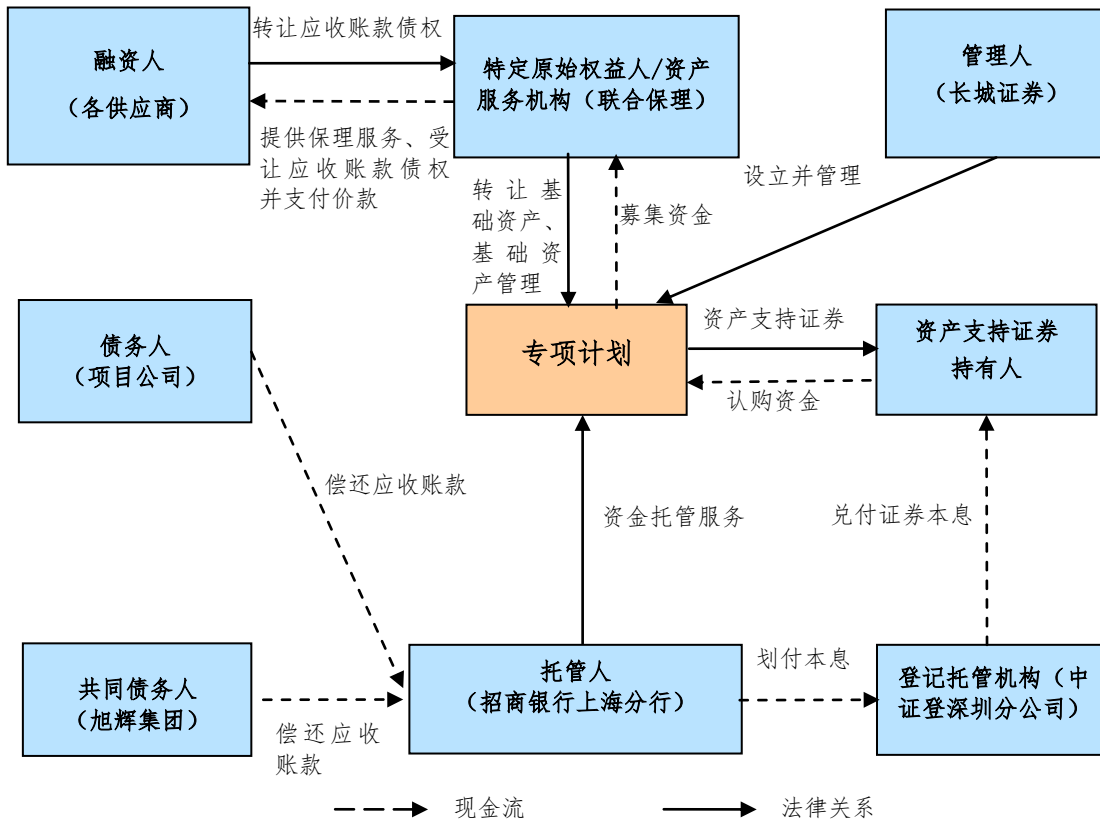 融资人
（各供应商）
转让应收账款债权
提供保理服务、受
让应收账款债权
并支付价款
特定原始权益人/资产
服务机构（联合保理）
管理人
（长城证券）
转让基
础资产、
基础资
产管理
募集资金
设立并管理
债务人
（项目公司）
专项计划
资产支持证券
认购资金
资产支持证券
持有人
偿还应收账款
资金托管服务
兑付证券本息
共同债务人
（旭辉集团）
偿还应收
账款
托管人
（招商银行上海分行）
划付本息
登记托管机构（中
证登深圳分公司）
现金流
法律关系